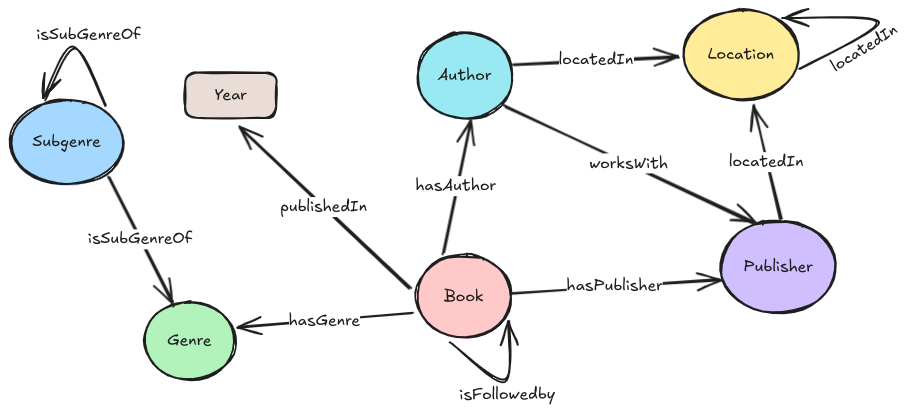 isSubGenreOf
locatedIn
Location
locatedIn
Author
Year
Subgenre
worksWith
locatedIn
hasAuthor
publishedIn
isSubGenreOf
Publisher
hasPublisher
Book
hasGenre
Genre
isFollowedby